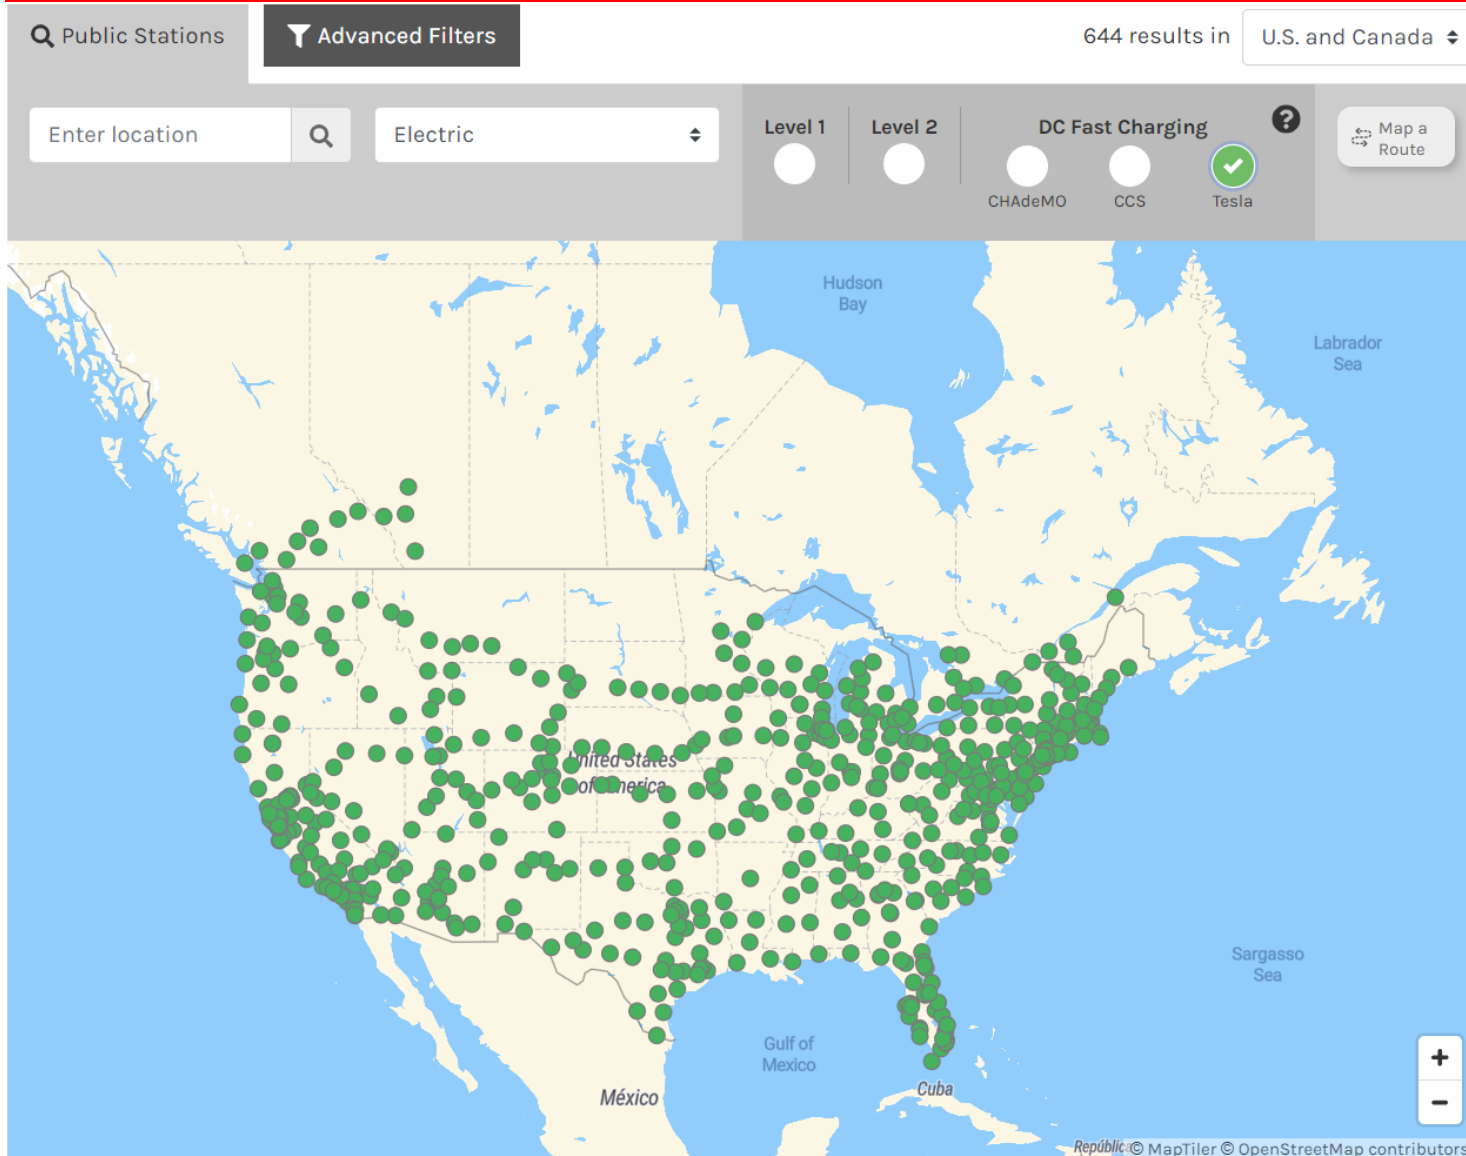 Public Stations
Advanced Filters
644 results in
U.S. and Canada
Enter location
Electric
Level 1
Level 2
DC Fast Charging
CHAdeMO
CCS
Tesla
?
Map a
Route
Hudson
Bay
Labrador
Sea
United States
of America
Sargasso
Sea
Gulf of
Mexico
México
Cuba
+
−
República
© MapTiler © OpenStreetMap contributors